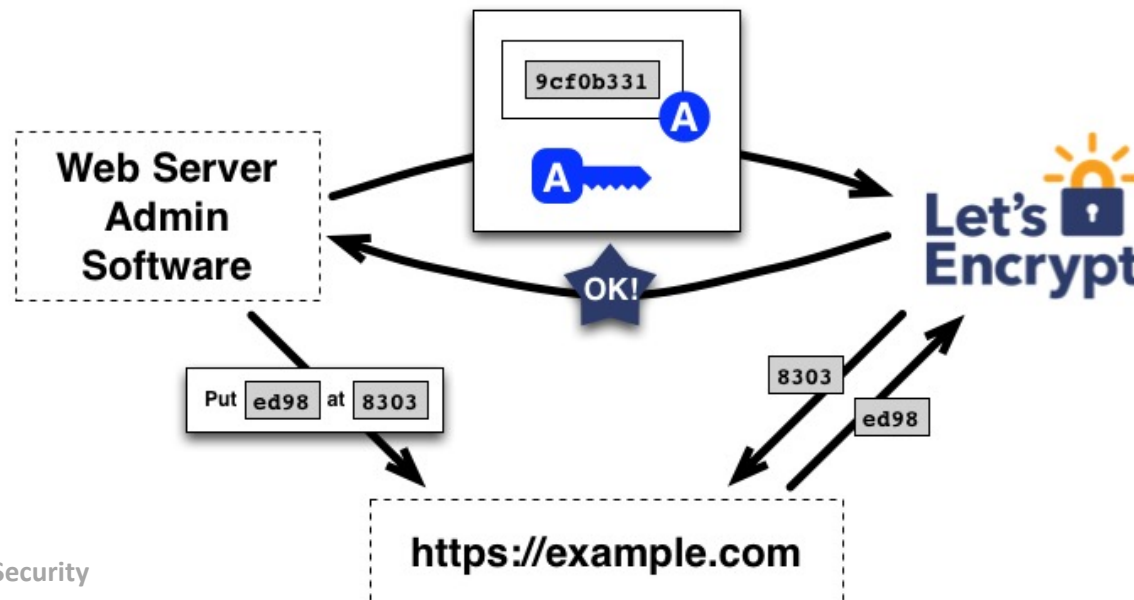 9cf0b331
A
A
Web Server
Admin
Software
Let's
Encrypt
OK!
Put ed98 at 8303
8303
ed98
https://example.com
Security